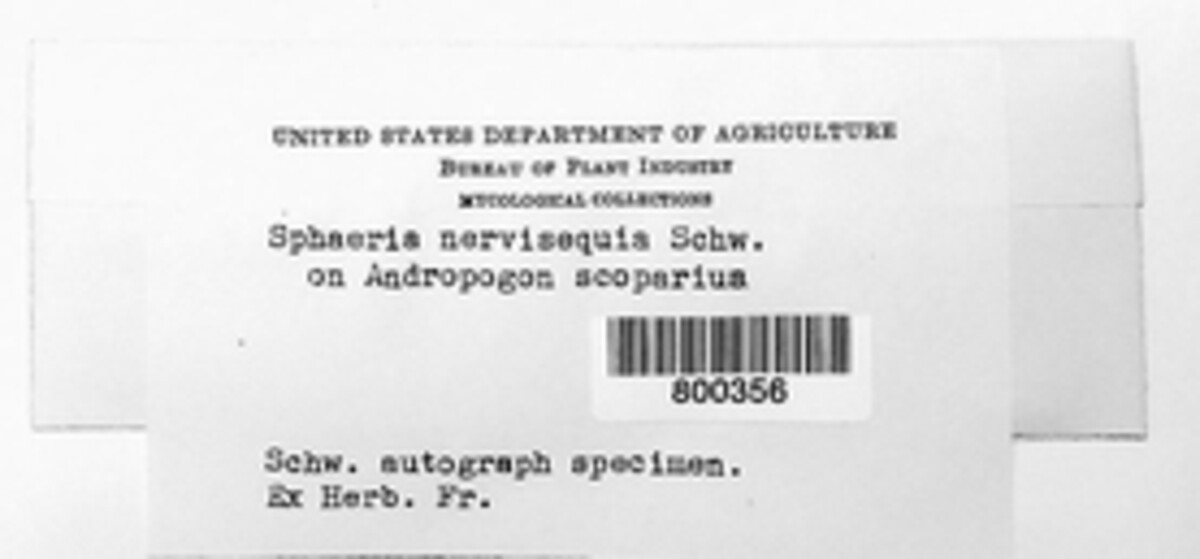 UNITED STATES DEPARTMENT OF AGRICULTURE
BUREAU OF PLANT INDUSTRY
MYCOLOGICAL COLLECTIONS
Sphaeria nervisequia Schw.
on Andropogon scoparius
800356
Schw. autograph specimen.
Ex Herb. Fr.